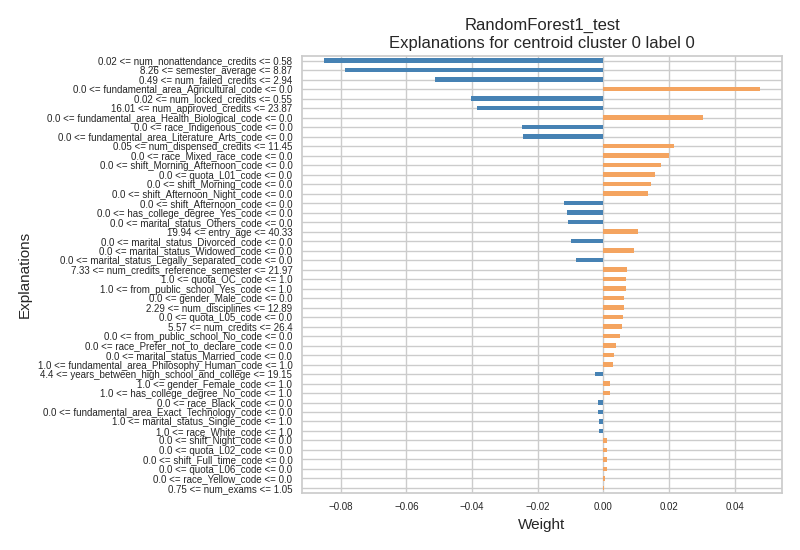 RandomForest1_test
Explanations for centroid cluster 0 label 0
Explanations
0.02 <= num_nonattendance_credits <= 0.58
8.26 <= semester_average <= 8.87
0.49 <= num_failed_credits <= 2.94
0.0 <= fundamental_area_Agricultural_code <= 0.0
0.02 <= num_locked_credits <= 0.55
16.01 <= num_approved_credits <= 23.87
0.0 <= fundamental_area_Health_Biological_code <= 0.0
0.0 <= race_Indigenous_code <= 0.0
0.0 <= fundamental_area_Literature_Arts_code <= 0.0
0.05 <= num_dispensed_credits <= 11.45
0.0 <= race_Mixed_race_code <= 0.0
0.0 <= shift_Morning_Afternoon_code <= 0.0
0.0 <= quota_L01_code <= 0.0
0.0 <= shift_Morning_code <= 0.0
0.0 <= shift_Afternoon_Night_code <= 0.0
0.0 <= shift_Afternoon_code <= 0.0
0.0 <= has_college_degree_Yes_code <= 0.0
0.0 <= marital_status_Others_code <= 0.0
19.94 <= entry_age <= 40.33
0.0 <= marital_status_Divorced_code <= 0.0
0.0 <= marital_status_Widowed_code <= 0.0
0.0 <= marital_status_Legally_separated_code <= 0.0
7.33 <= num_credits_reference_semester <= 21.97
1.0 <= quota_OC_code <= 1.0
1.0 <= from_public_school_Yes_code <= 1.0
0.0 <= gender_Male_code <= 0.0
2.29 <= num_disciplines <= 12.89
0.0 <= quota_L05_code <= 0.0
5.57 <= num_credits <= 26.4
0.0 <= from_public_school_No_code <= 0.0
0.0 <= race_Prefer_not_to_declare_code <= 0.0
0.0 <= marital_status_Married_code <= 0.0
1.0 <= fundamental_area_Philosophy_Human_code <= 1.0
4.4 <= years_between_high_school_and_college <= 19.15
1.0 <= gender_Female_code <= 1.0
1.0 <= has_college_degree_No_code <= 1.0
0.0 <= race_Black_code <= 0.0
0.0 <= fundamental_area_Exact_Technology_code <= 0.0
1.0 <= marital_status_Single_code <= 1.0
1.0 <= race_White_code <= 1.0
0.0 <= shift_Night_code <= 0.0
0.0 <= quota_L02_code <= 0.0
0.0 <= shift_Full_time_code <= 0.0
0.0 <= quota_L06_code <= 0.0
0.0 <= race_Yellow_code <= 0.0
0.75 <= num_exams <= 1.05
−0.08 −0.06 −0.04 −0.02 0.00 0.02 0.04
Weight